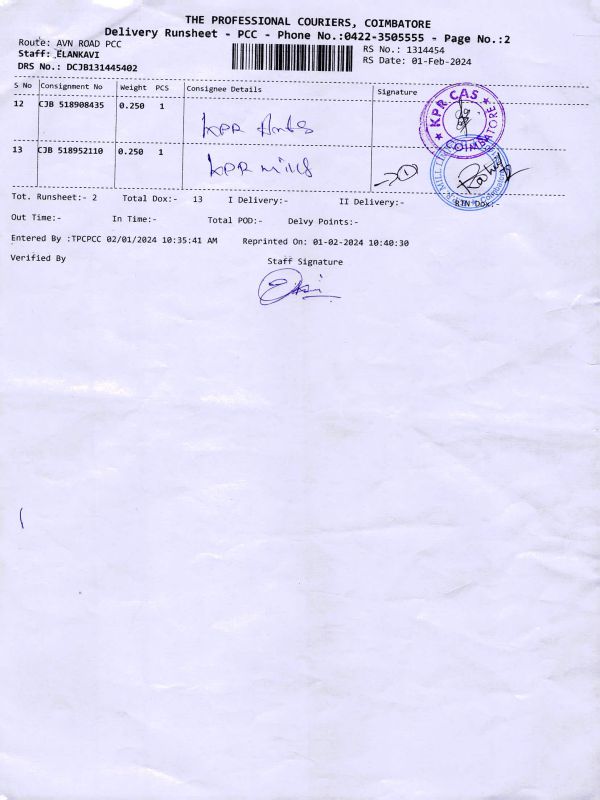 THE PROFESSIONAL COURIERS, COIMBATORE
Delivery Runsheet - PCC - Phone No.:0422-3505555 - Page No.:2
Route: AVN ROAD PCC
RS No.: 1314454
Staff: ELANKAVI
RS Date: 01-Feb-2024
DRS No.: DCJB131445402
S No Consignment No Weight PCS Consignee Details Signature
12 CJB 518908435 0.250 1 KPR
KPR CAS
COIMBATORE
13 CJB 518952110 0.250 1 KPR mills
Tot. Runsheet:- 2 Total Dox:- 13 I Delivery:- II Delivery:- RTN Dox:-
Out Time:- In Time:- Total POD:- Delvy Points:-
Entered By :TPCPCC 02/01/2024 10:35:41 AM Reprinted On: 01-02-2024 10:40:30
Verified By Staff Signature